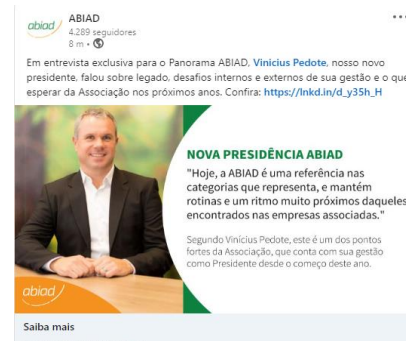 abiad
ABIAD
4.289 seguidores
8 m •
Em entrevista exclusiva para o Panorama ABIAD, Vinicius Pedote, nosso novo
presidente, falou sobre legado, desafios internos e externos de sua gestão e o que
esperar da Associação nos próximos anos. Confira: https://lnkd.in/d_y35h_H
NOVA PRESIDÊNCIA ABIAD
"Hoje, a ABIAD é uma referência nas
categorias que representa, e mantém
rotinas e um ritmo muito próximos daqueles
encontrados nas empresas associadas."
Segundo Vinícius Pedote, este é um dos pontos
fortes da Associação, que conta com sua gestão
como Presidente desde o começo deste ano.
abiad
Saiba mais